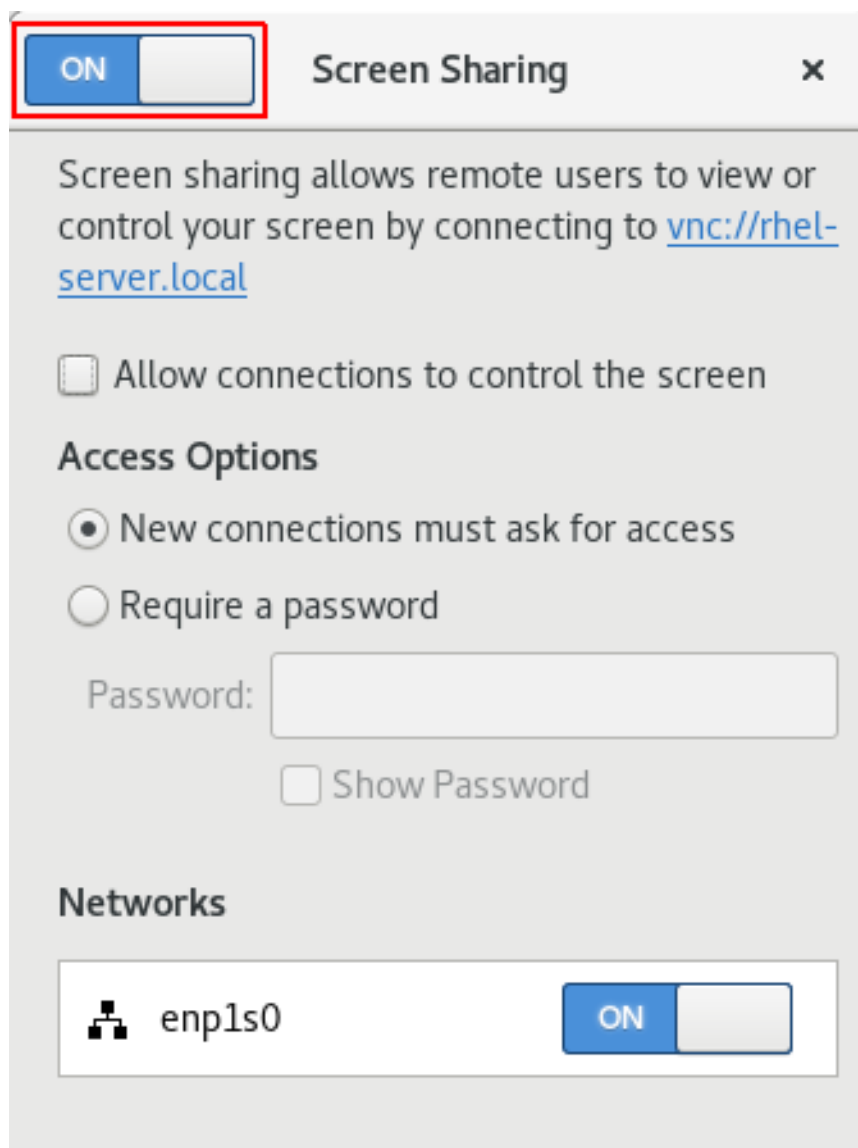 ON Screen Sharing ×
Screen sharing allows remote users to view or
control your screen by connecting to vnc://rhel-
server.local
Allow connections to control the screen
Access Options
New connections must ask for access
Require a password
Password:
Show Password
Networks
enp1s0 ON